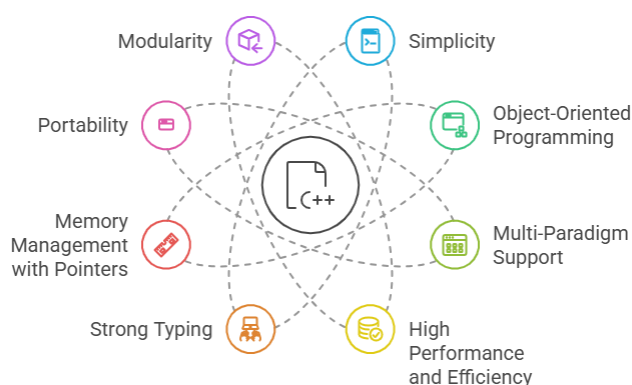 Modularity
Simplicity
Portability
Object-Oriented
Programming
C++
Memory
Management
with Pointers
Multi-Paradigm
Support
Strong Typing
High
Performance
and Efficiency